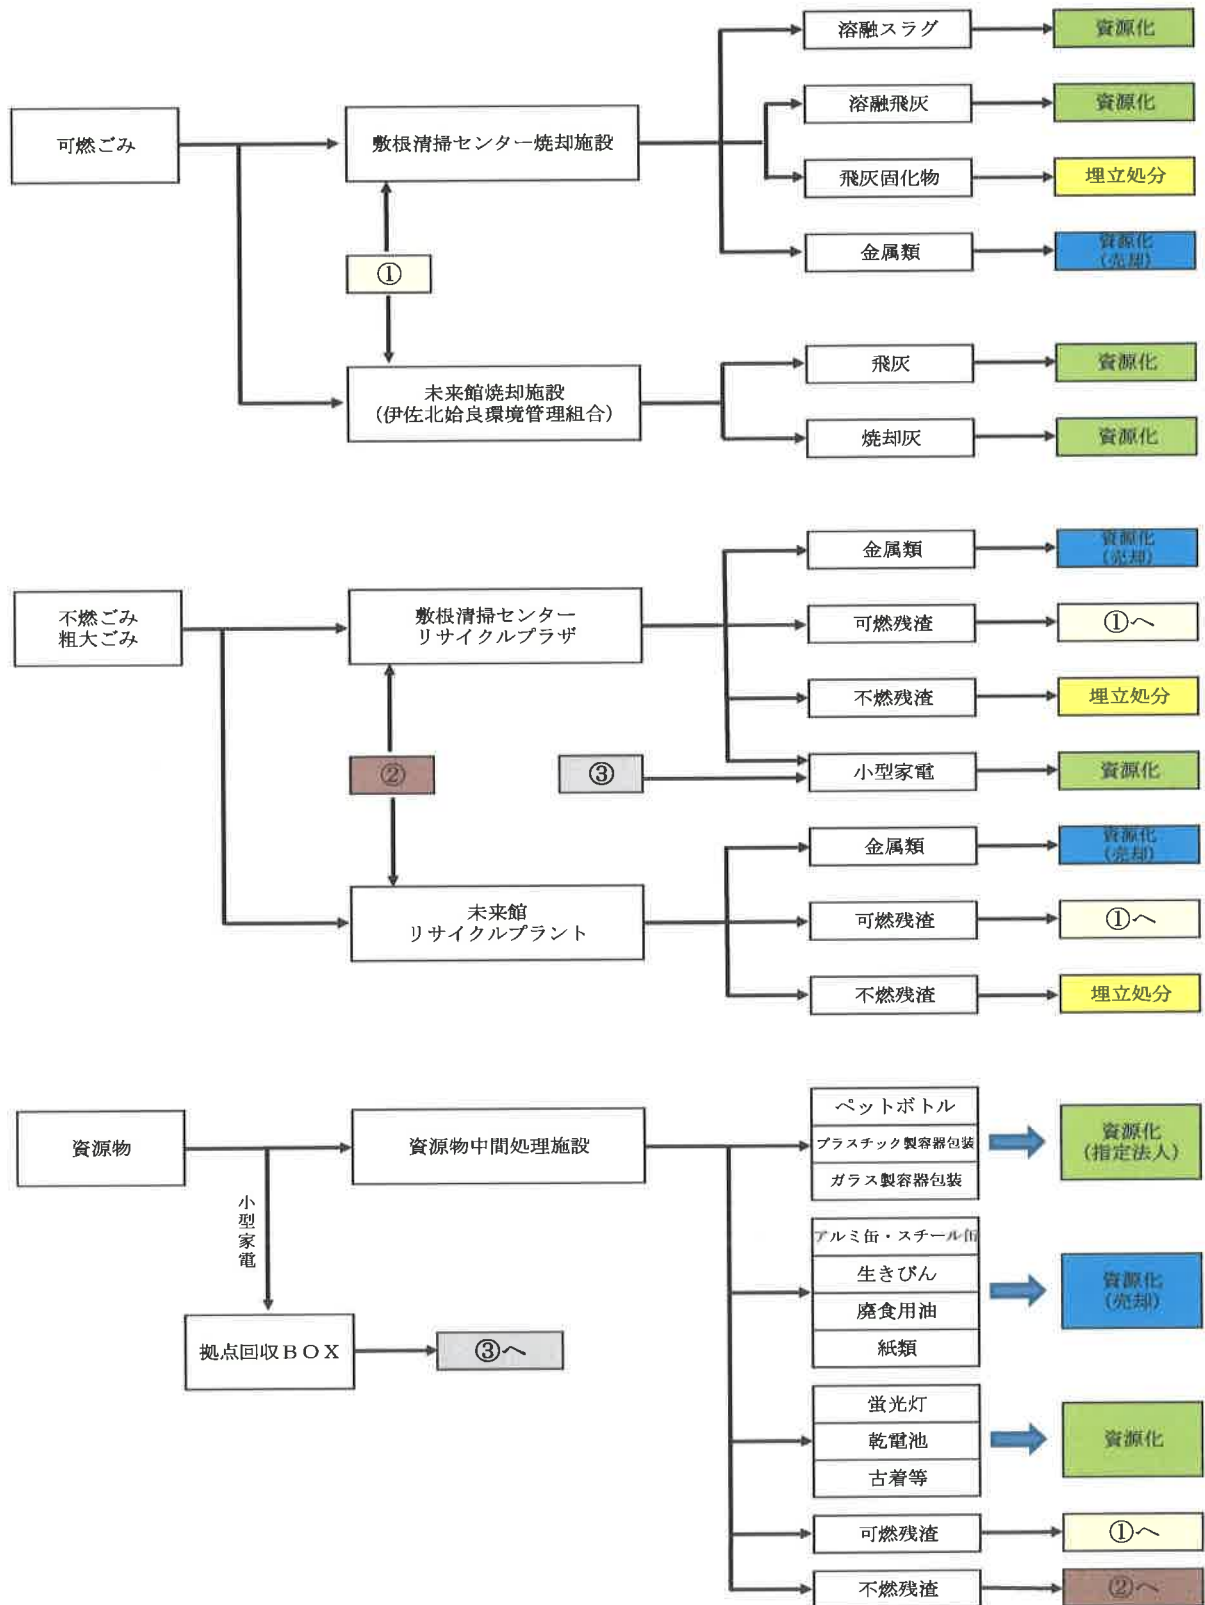 溶融スラグ
資源化
可燃ごみ
敷根清掃センター焼却施設
溶融飛灰
資源化
飛灰固化物
埋立処分
金属類
資源化
(売却)
①
未来館焼却施設
(伊佐北姶良環境管理組合)
飛灰
資源化
焼却灰
資源化
不燃ごみ
粗大ごみ
敷根清掃センター
リサイクルプラザ
金属類
資源化
(売却)
可燃残渣
①へ
不燃残渣
埋立処分
②
③
小型家電
資源化
未来館
リサイクルプラント
金属類
資源化
(売却)
可燃残渣
①へ
不燃残渣
埋立処分
資源物
資源物中間処理施設
小型家電
拠点回収BOX
③へ
ペットボトル
プラスチック製容器包装
ガラス製容器包装
資源化
(指定法人)
アルミ缶・スチール缶
生きびん
廃食用油
紙類
資源化
(売却)
蛍光灯
乾電池
古着等
資源化
可燃残渣
①へ
不燃残渣
②へ